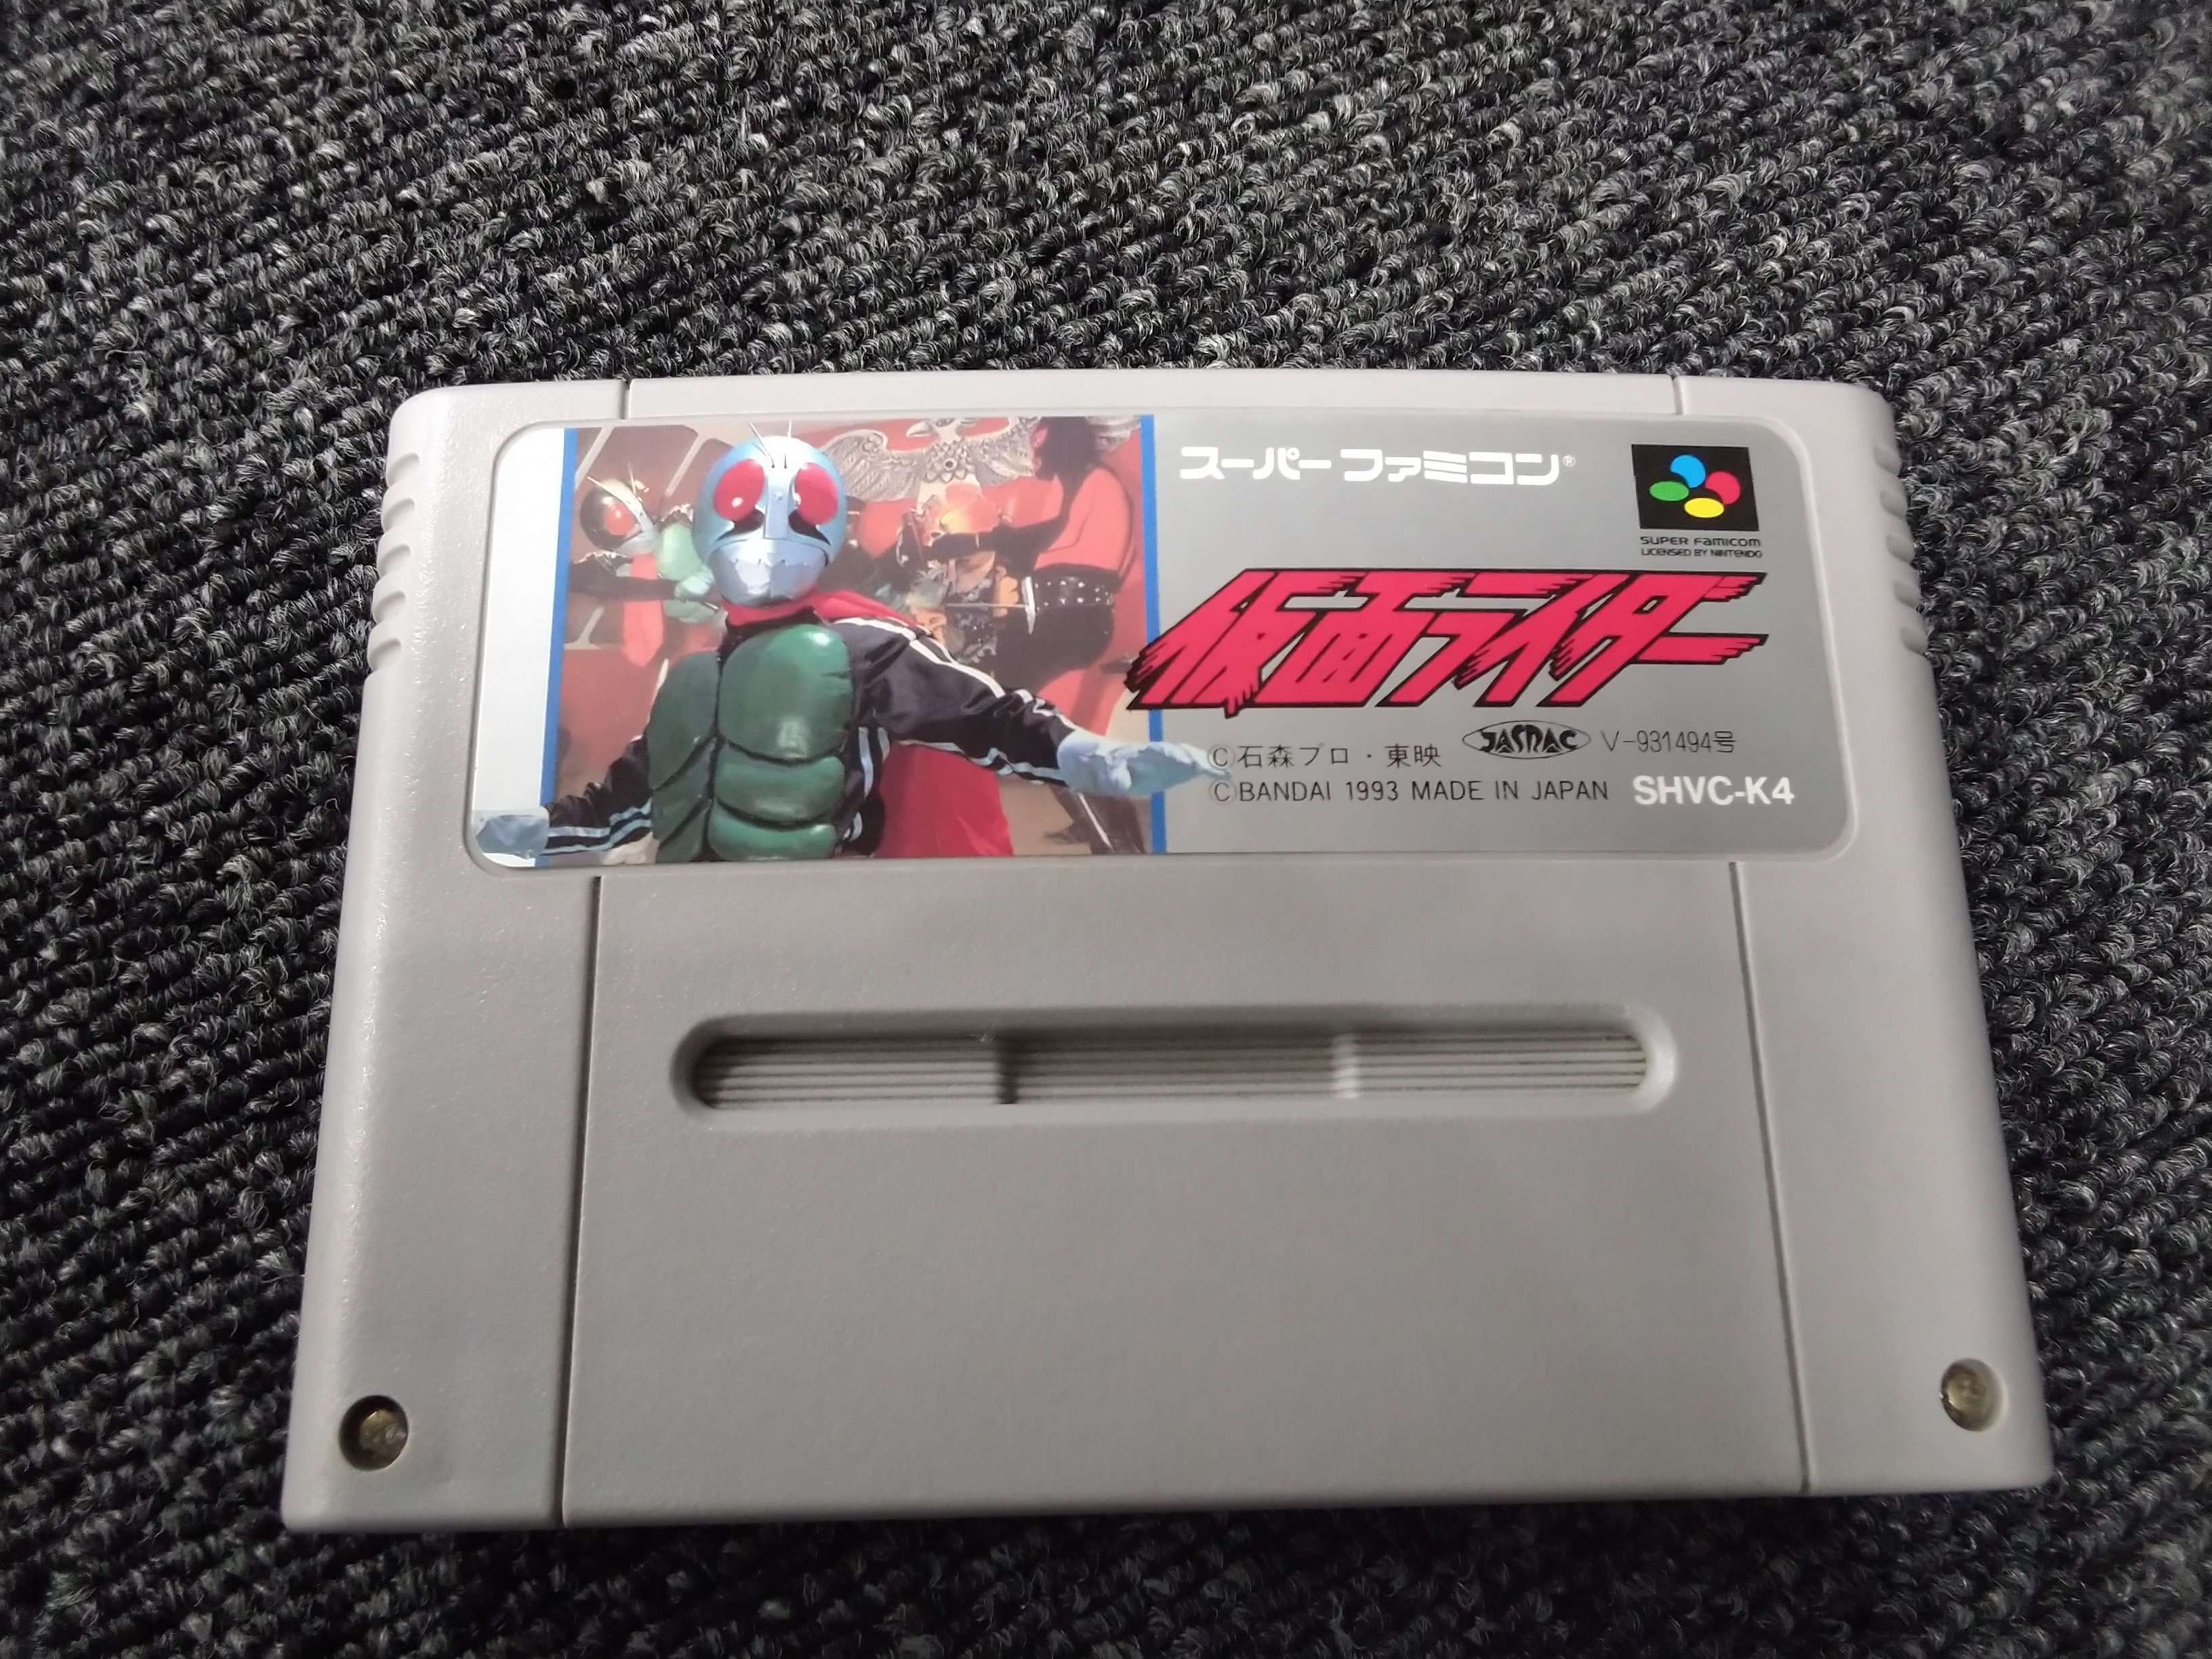 スーパーファミコン®
SUPER FAMICOM
LICENSED BY NINTENDO
仮面ライダー
JASRAC V-931494号
©石森プロ・東映
©BANDAI 1993 MADE IN JAPAN SHVC-K4